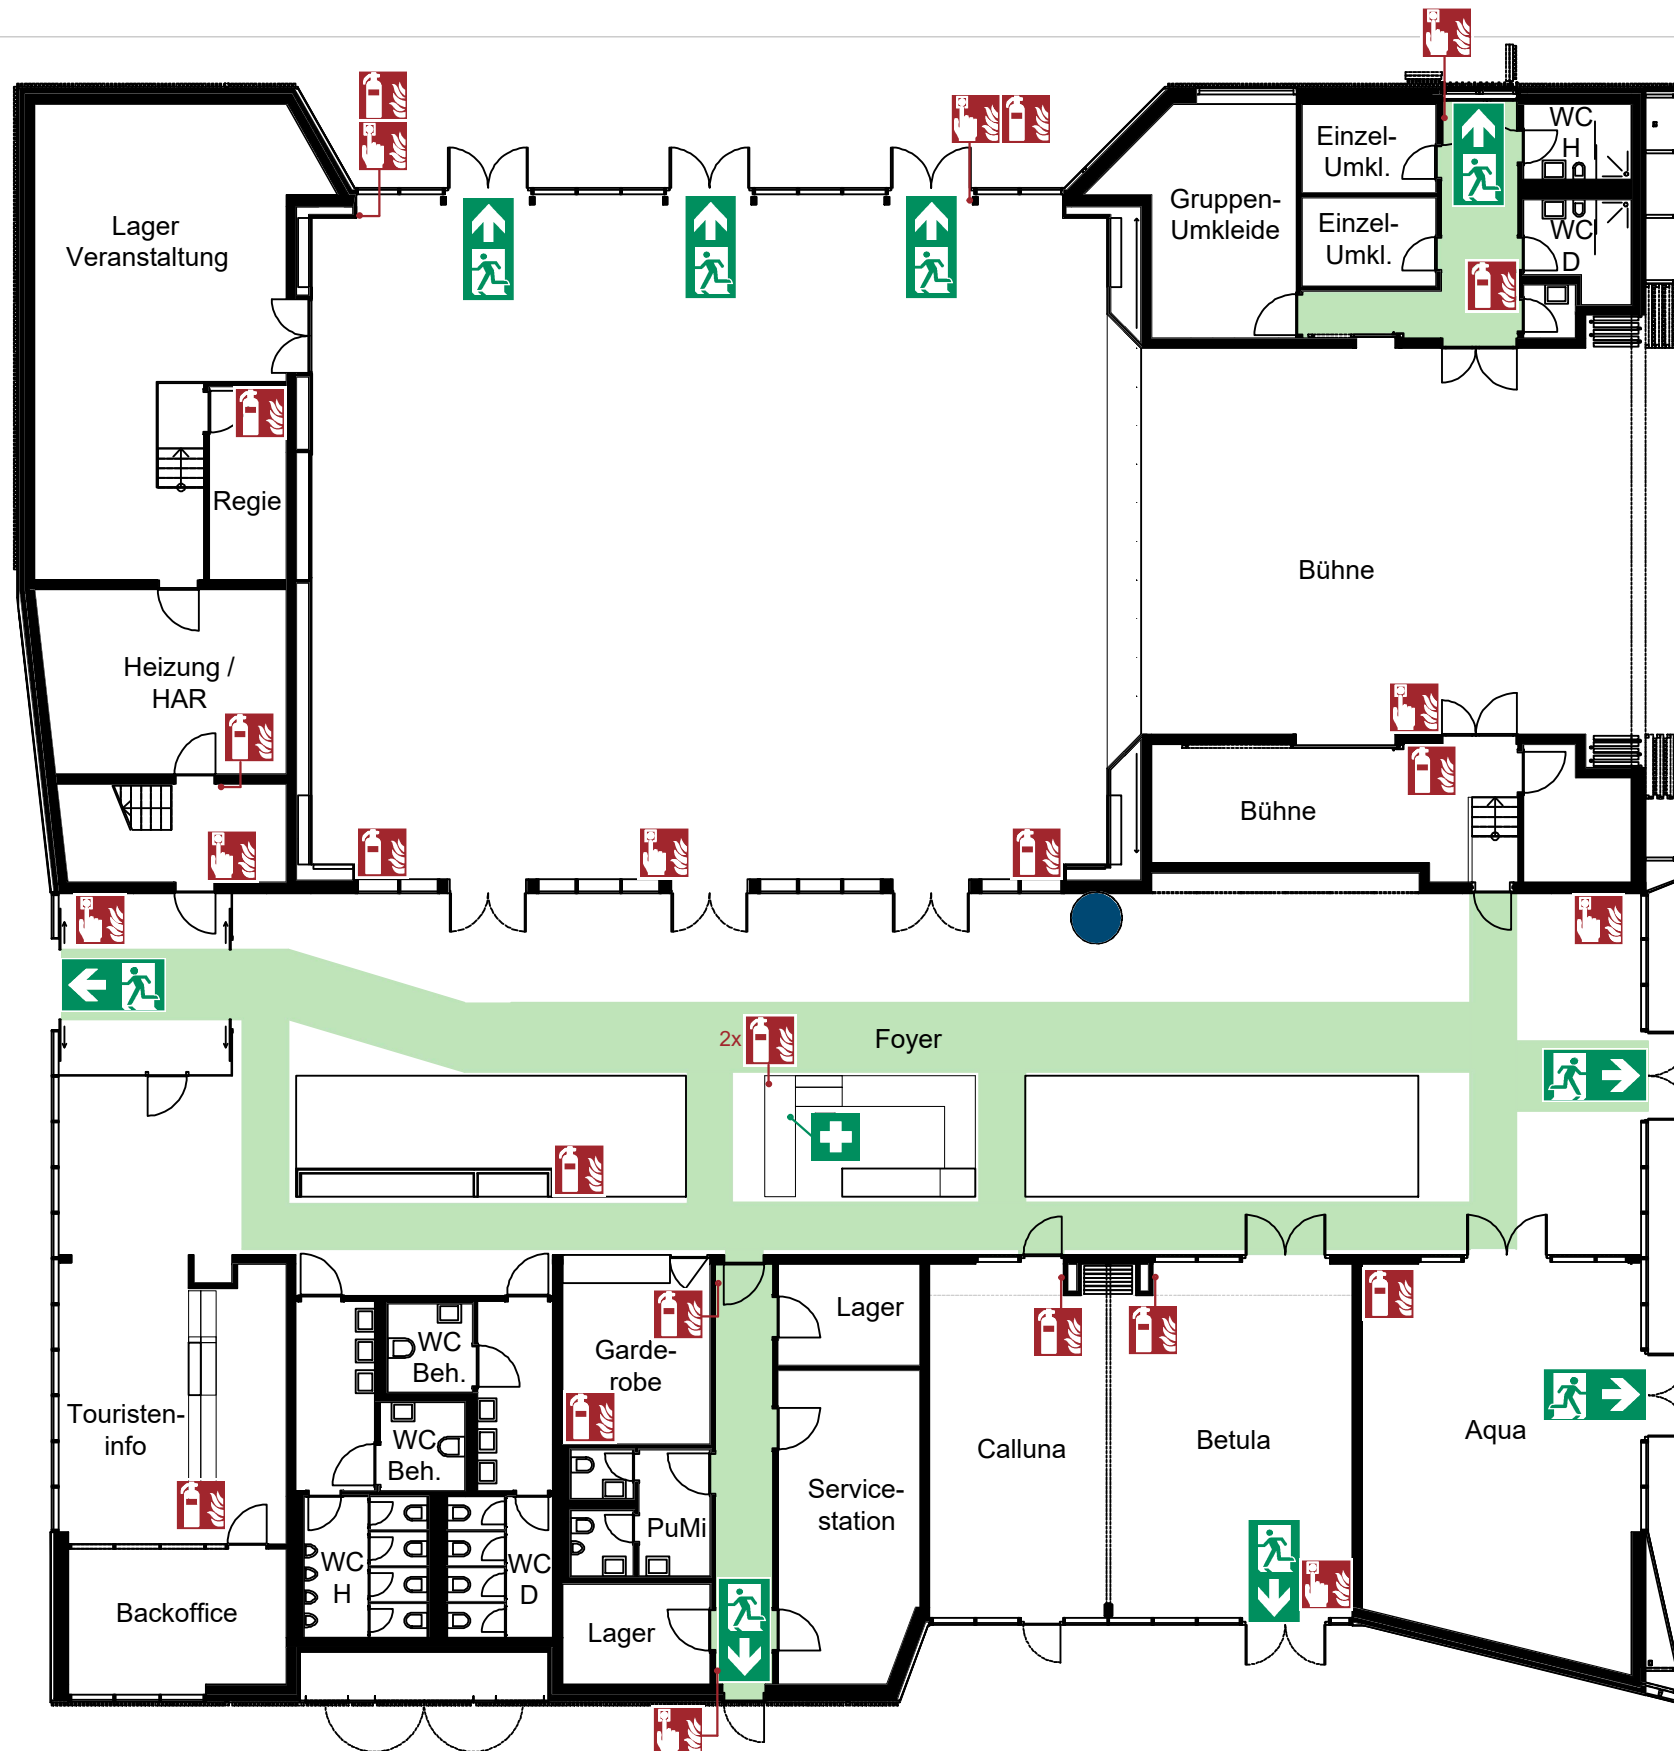 WC
H
Einzel-
Umkl.
Lager
Veranstaltung
Gruppen-
Umkleide
Einzel-
Umkl.
WC
D
Regie
Bühne
Heizung /
HAR
Bühne
2x
Foyer
Lager
WC
Beh.
Garde-
robe
Touristen-
info
WC
Beh.
Calluna
Betula
Aqua
Service-
station
PuMi
WC
H
WC
D
Backoffice
Lager